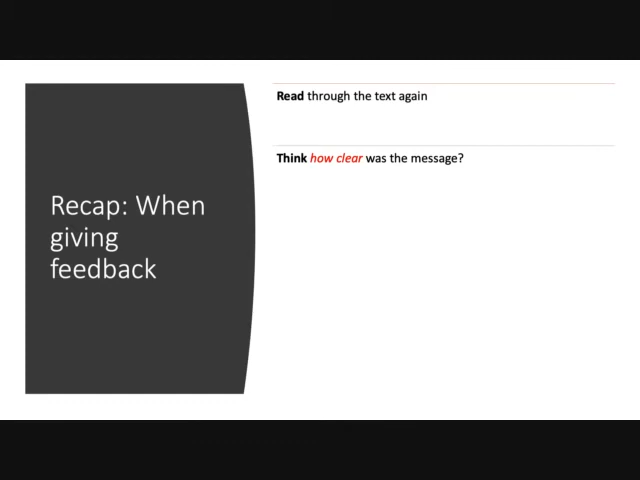 Recap: When
giving
feedback
Read through the text again
Think how clear was the message?